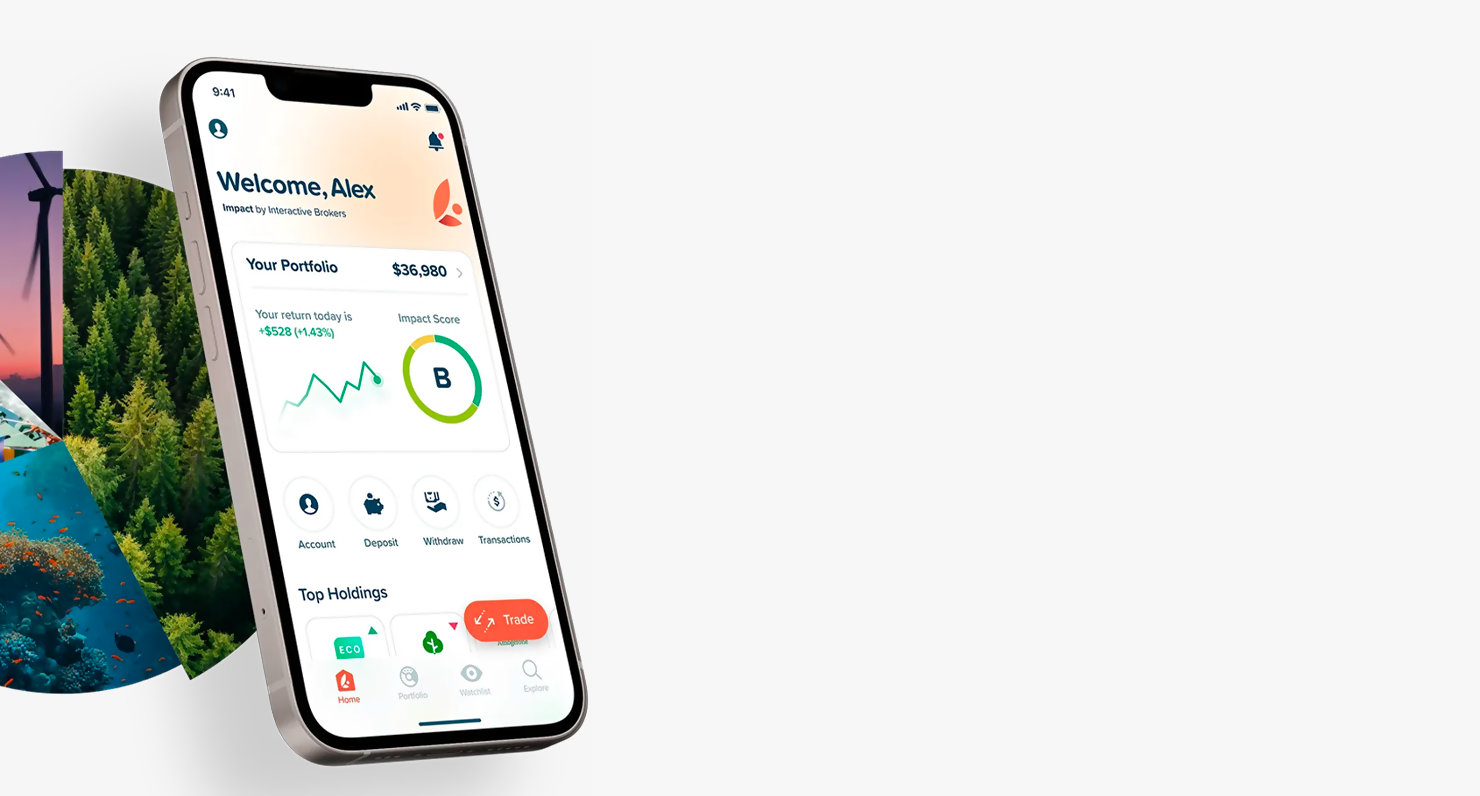 9:41
Welcome, Alex
Impact by Interactive Brokers
Your Portfolio $36,980
Your return today is
+$528 (+1.43%)
Impact Score
B
Account Deposit Withdraw Transactions
Top Holdings
Trade
ECO
Home Portfolio Watchlist Explore